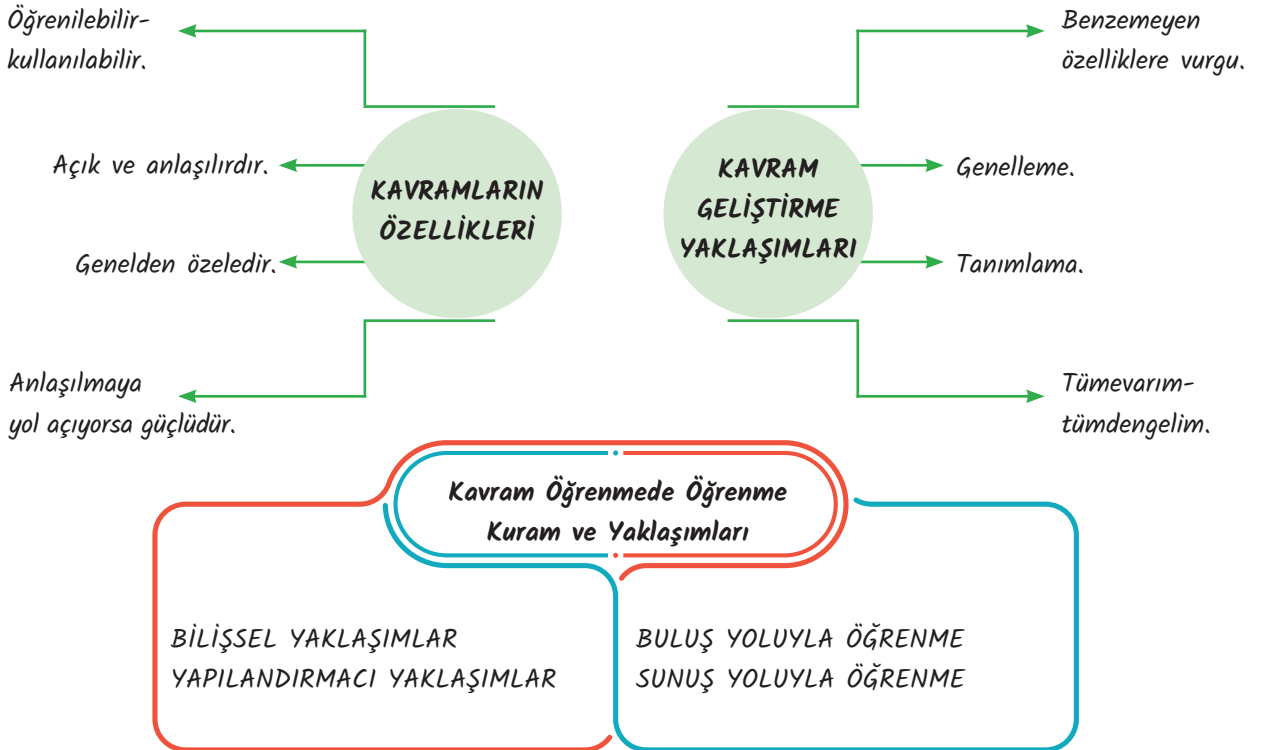 Öğrenilebilir-
kullanılabilir.
Açık ve anlaşılırdır.
Genelden özeledir.
Anlaşılmaya
yol açıyorsa güçlüdür.
KAVRAMLARIN
ÖZELLİKLERİ
KAVRAM
GELİŞTİRME
YAKLAŞIMLARI
Benzemeyen
özelliklere vurgu.
Genelleme.
Tanımlama.
Tümevarım-
tümdengelim.
Kavram Öğrenmede Öğrenme
Kuram ve Yaklaşımları
BİLİŞSEL YAKLAŞIMLAR
YAPILANDIRMACI YAKLAŞIMLAR
BULUŞ YOLUYLA ÖĞRENME
SUNUŞ YOLUYLA ÖĞRENME